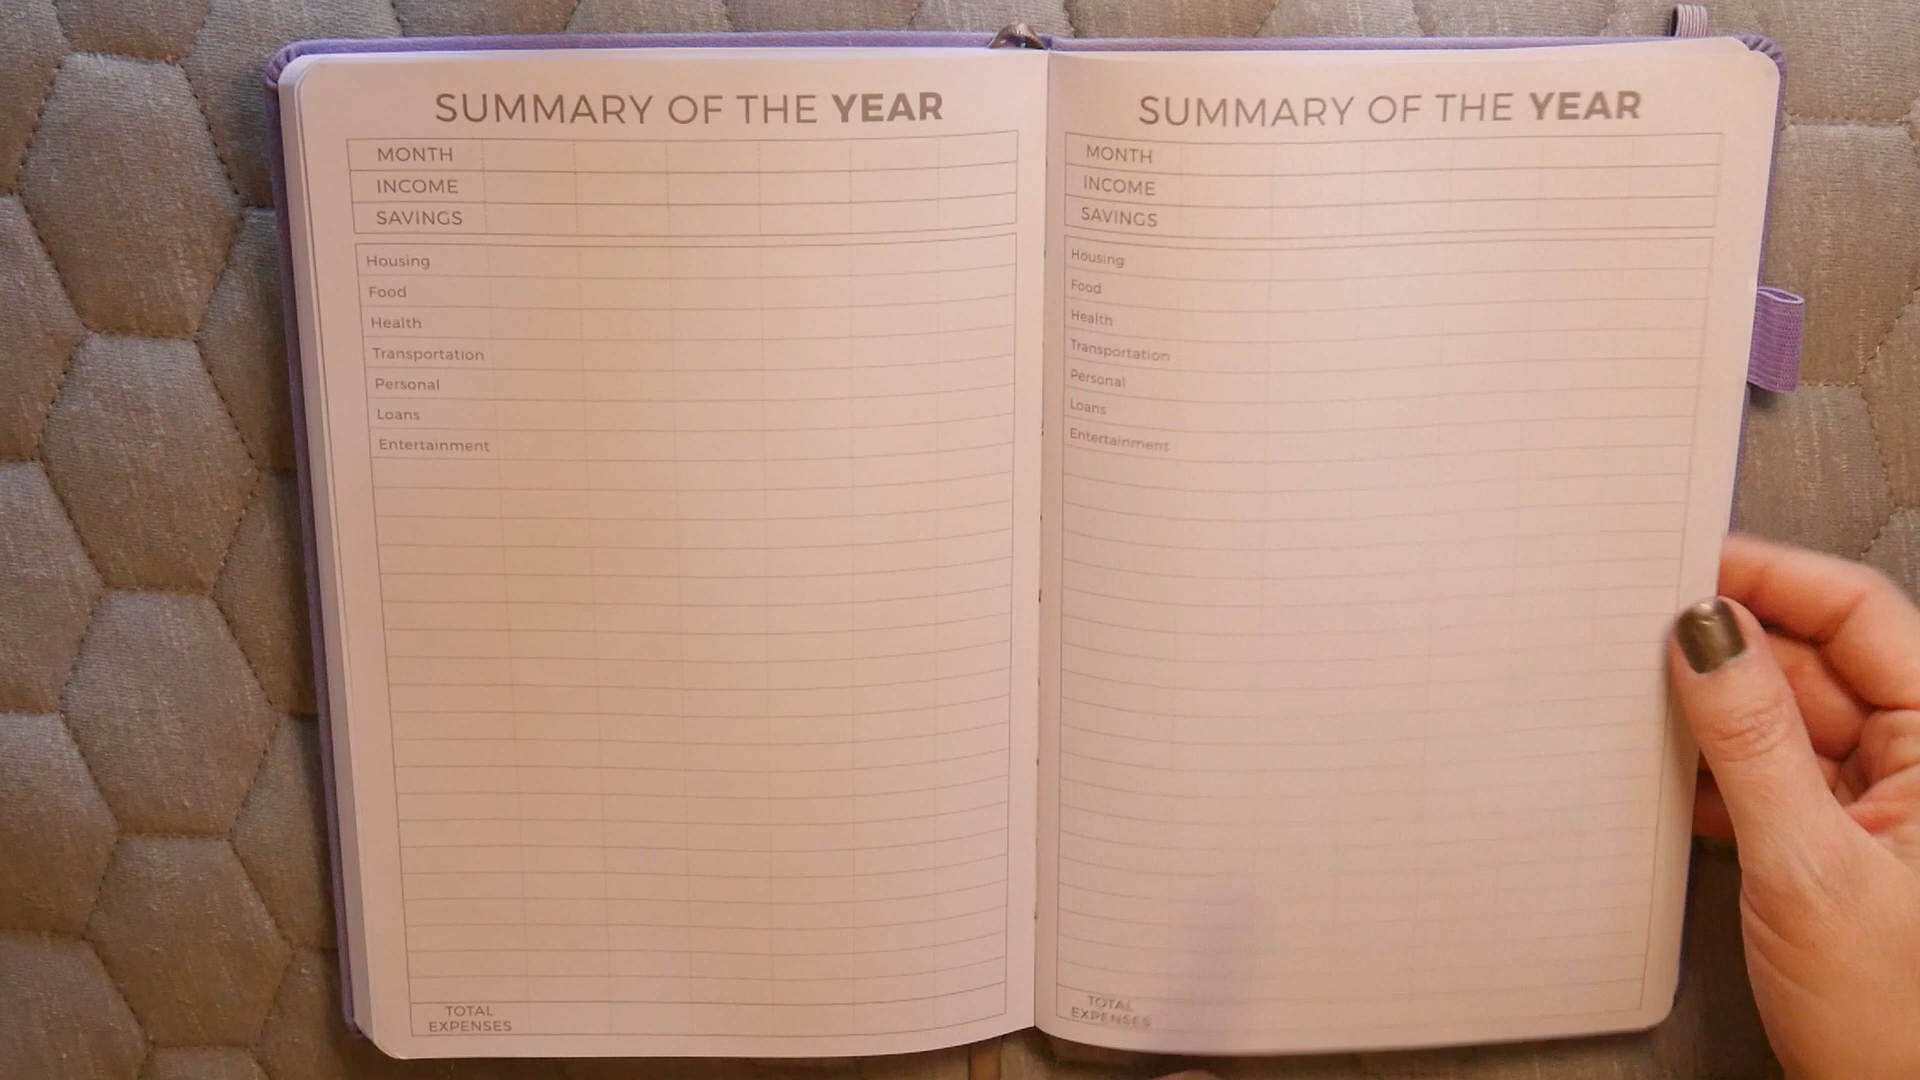 SUMMARY OF THE YEAR
MONTH
INCOME
SAVINGS
Housing
Food
Health
Transportation
Personal
Loans
Entertainment
TOTAL
EXPENSES
SUMMARY OF THE YEAR
MONTH
INCOME
SAVINGS
Housing
Food
Health
Transportation
Personal
Loans
Entertainment
TOTAL
EXPENSES